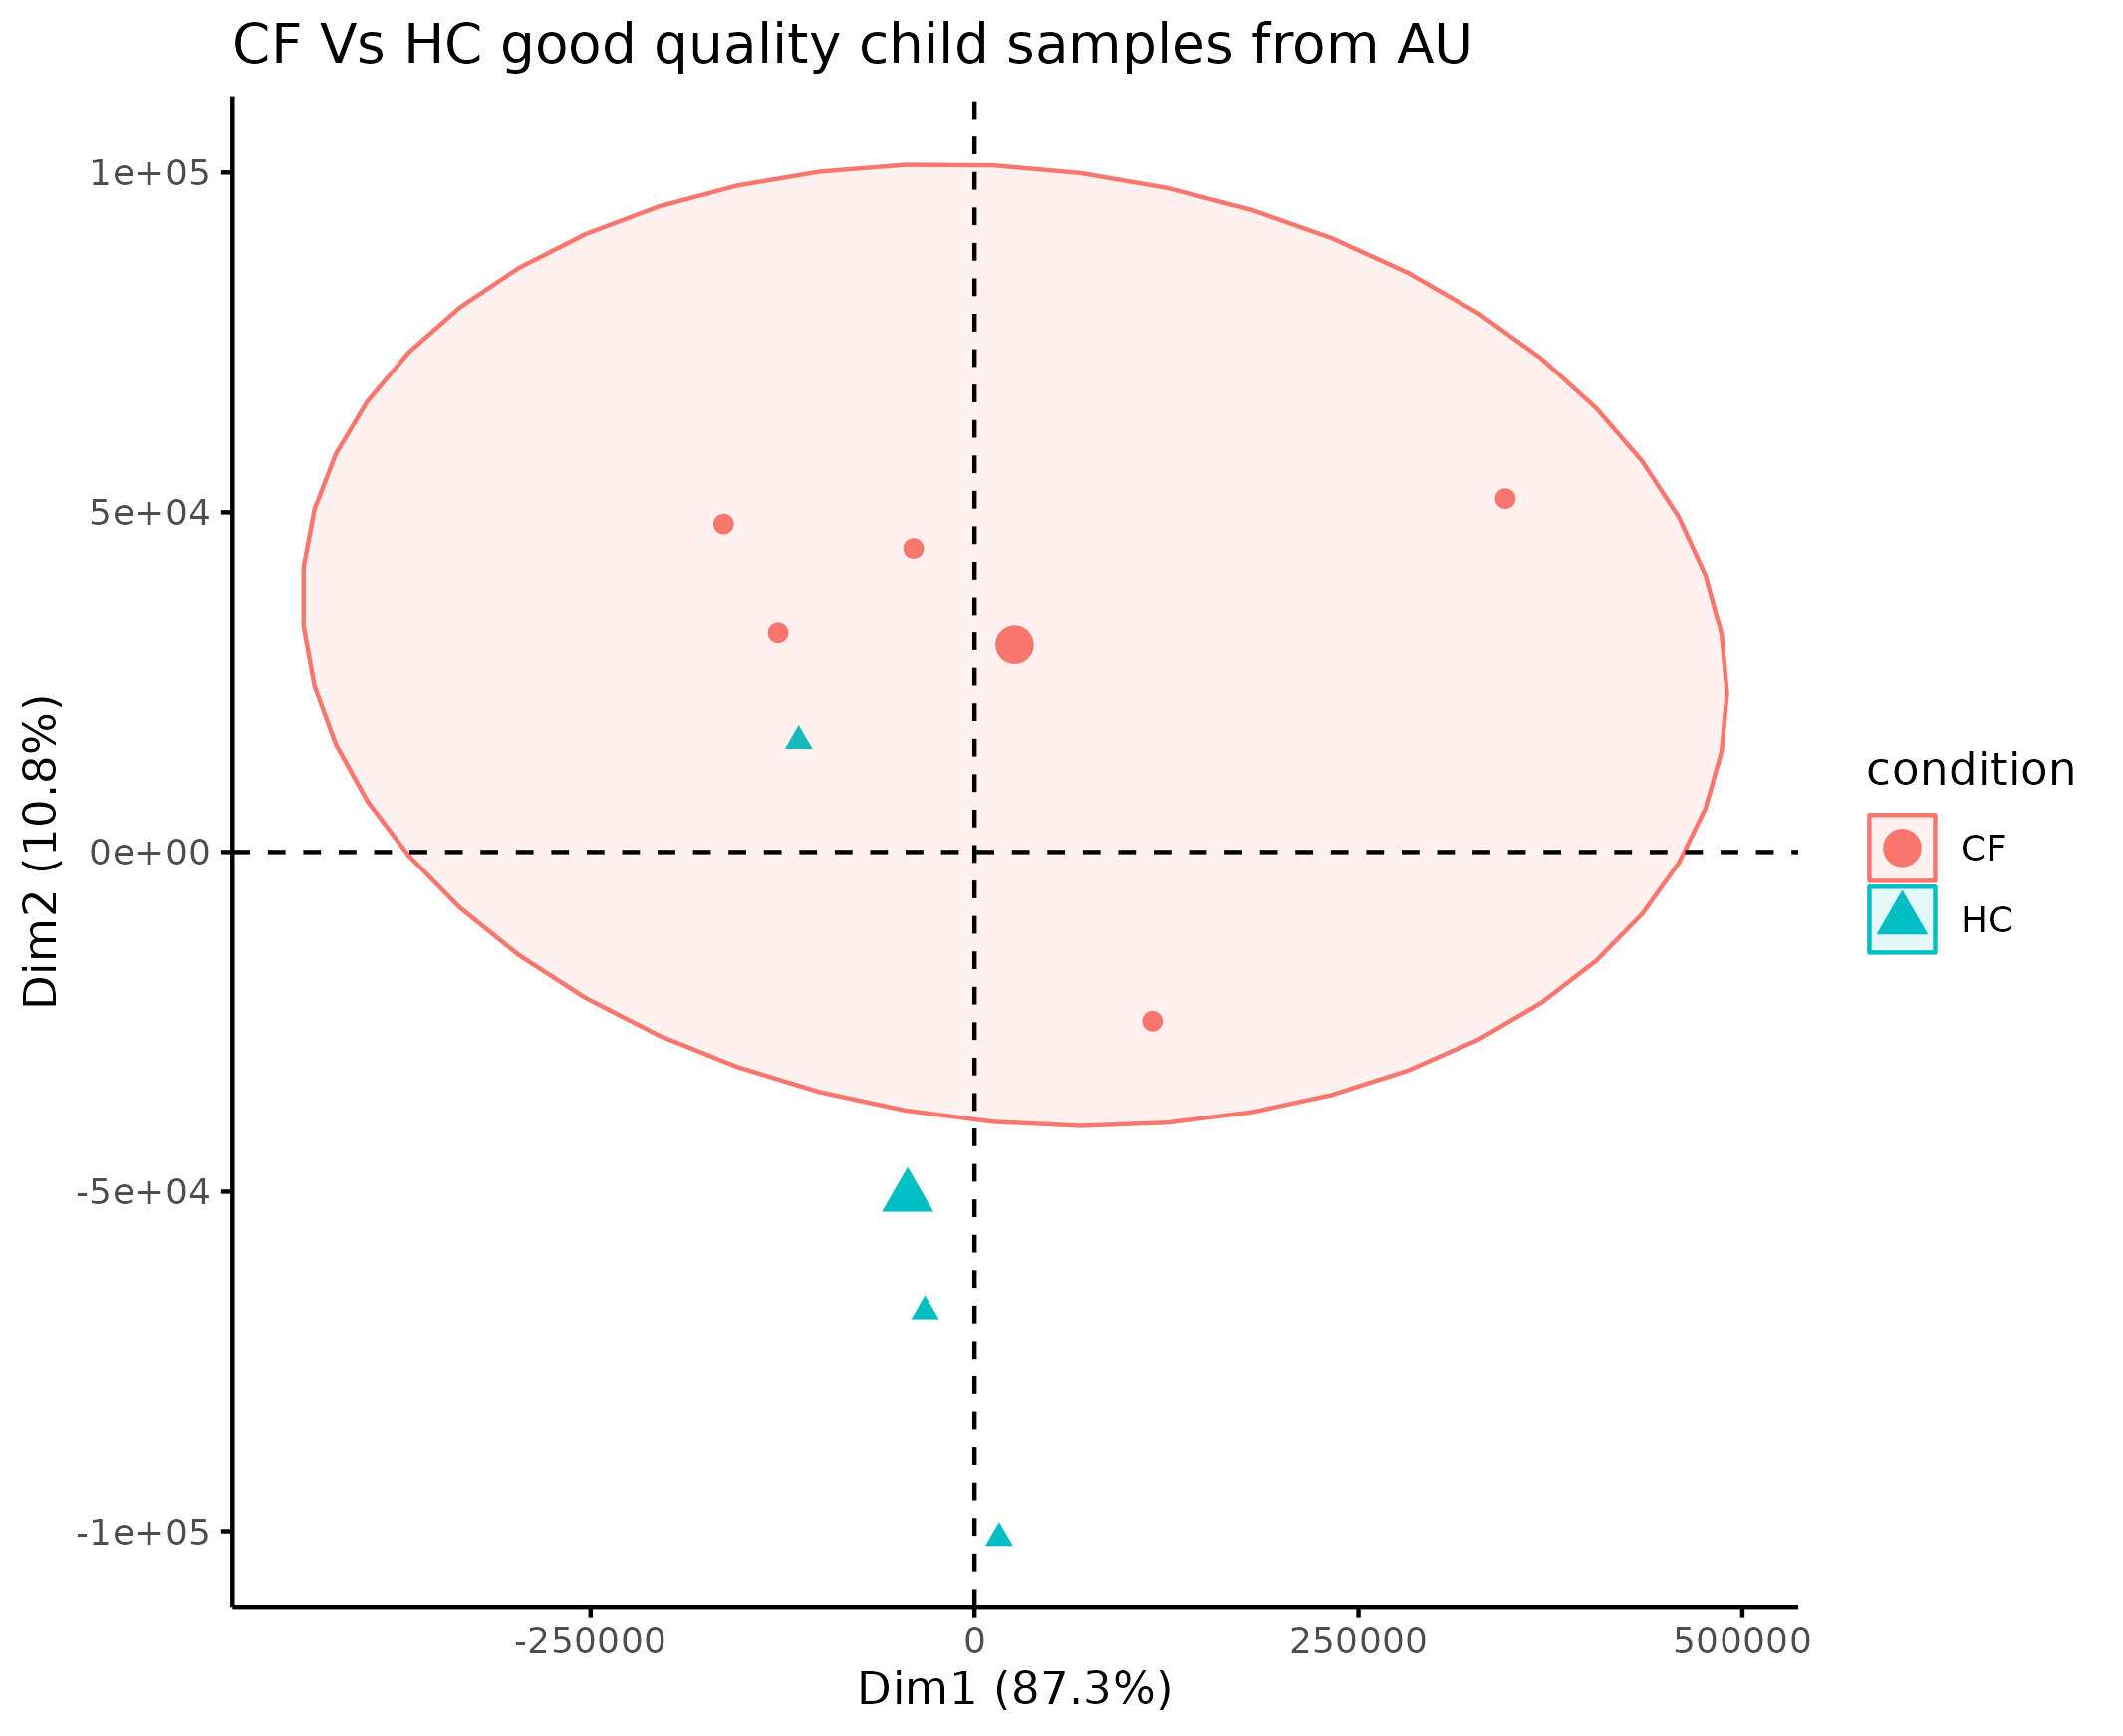 CF Vs HC good quality child samples from AU
1e+05
5e+04
0e+00
-5e+04
-1e+05
Dim2 (10.8%)
-250000
0
250000
500000
Dim1 (87.3%)
condition
CF
HC